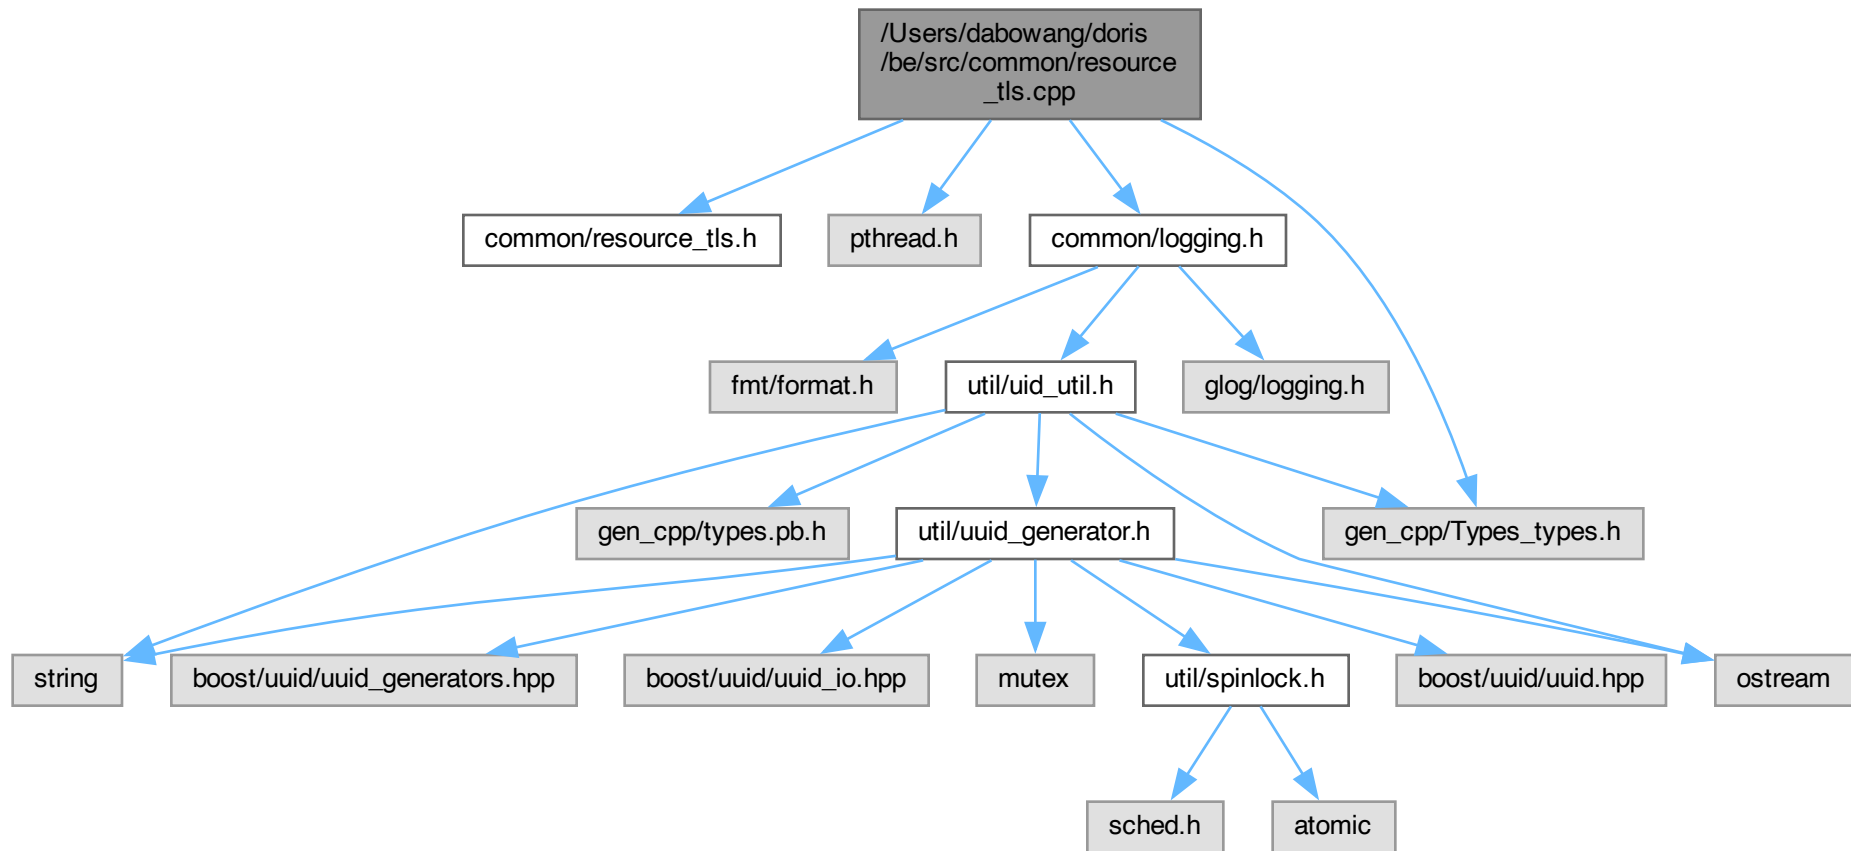 /Users/dabowang/doris
/be/src/common/resource
_tls.cpp
common/resource_tls.h
pthread.h
common/logging.h
fmt/format.h
util/uid_util.h
glog/logging.h
gen_cpp/types.pb.h
util/uuid_generator.h
gen_cpp/Types_types.h
string
boost/uuid/uuid_generators.hpp
boost/uuid/uuid_io.hpp
mutex
util/spinlock.h
boost/uuid/uuid.hpp
ostream
sched.h
atomic